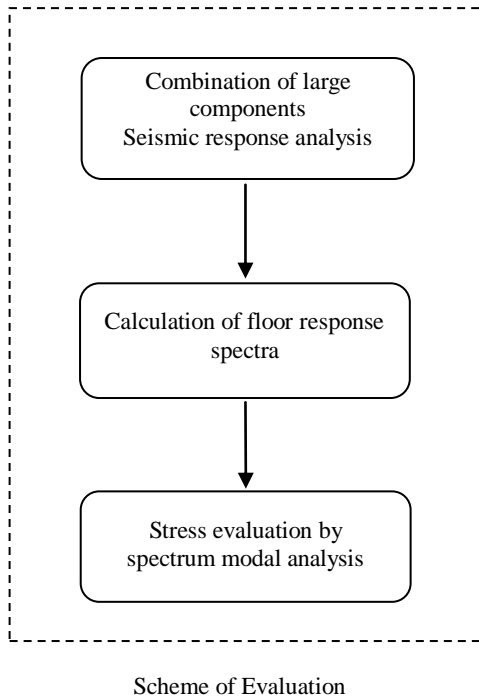 Combination of large
components
Seismic response analysis
Calculation of floor response
spectra
Stress evaluation by
spectrum modal analysis
Scheme of Evaluation